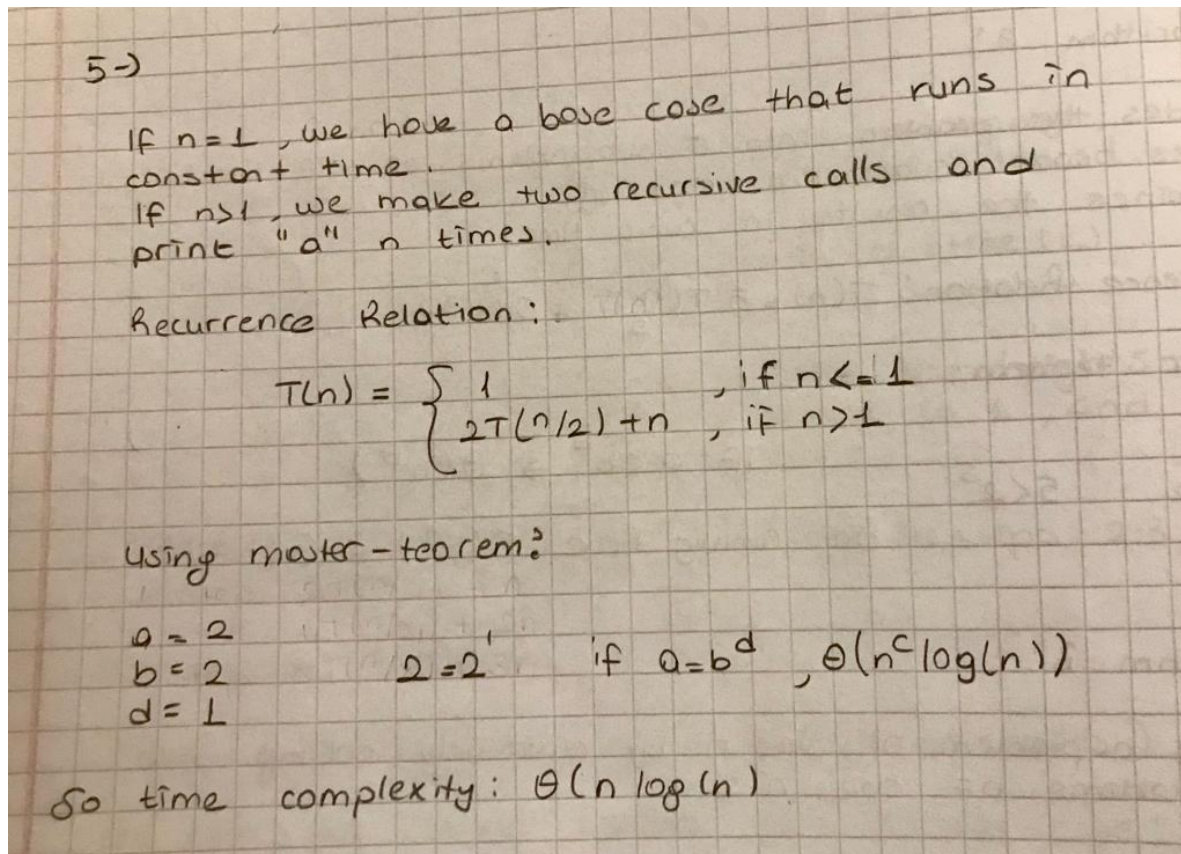 5-)
If n=1, we have a base case that runs in
constant time.
If n>1, we make two recursive calls and
print "a" n times.
Recurrence Relation:
T(n) = { 1 , if n<=1
2T(n/2)+n , if n>1
using master-teorem:
a = 2
b = 2 2=2¹ if a=b^d, θ(n^c log(n))
d = 1
So time complexity: θ(n log(n)